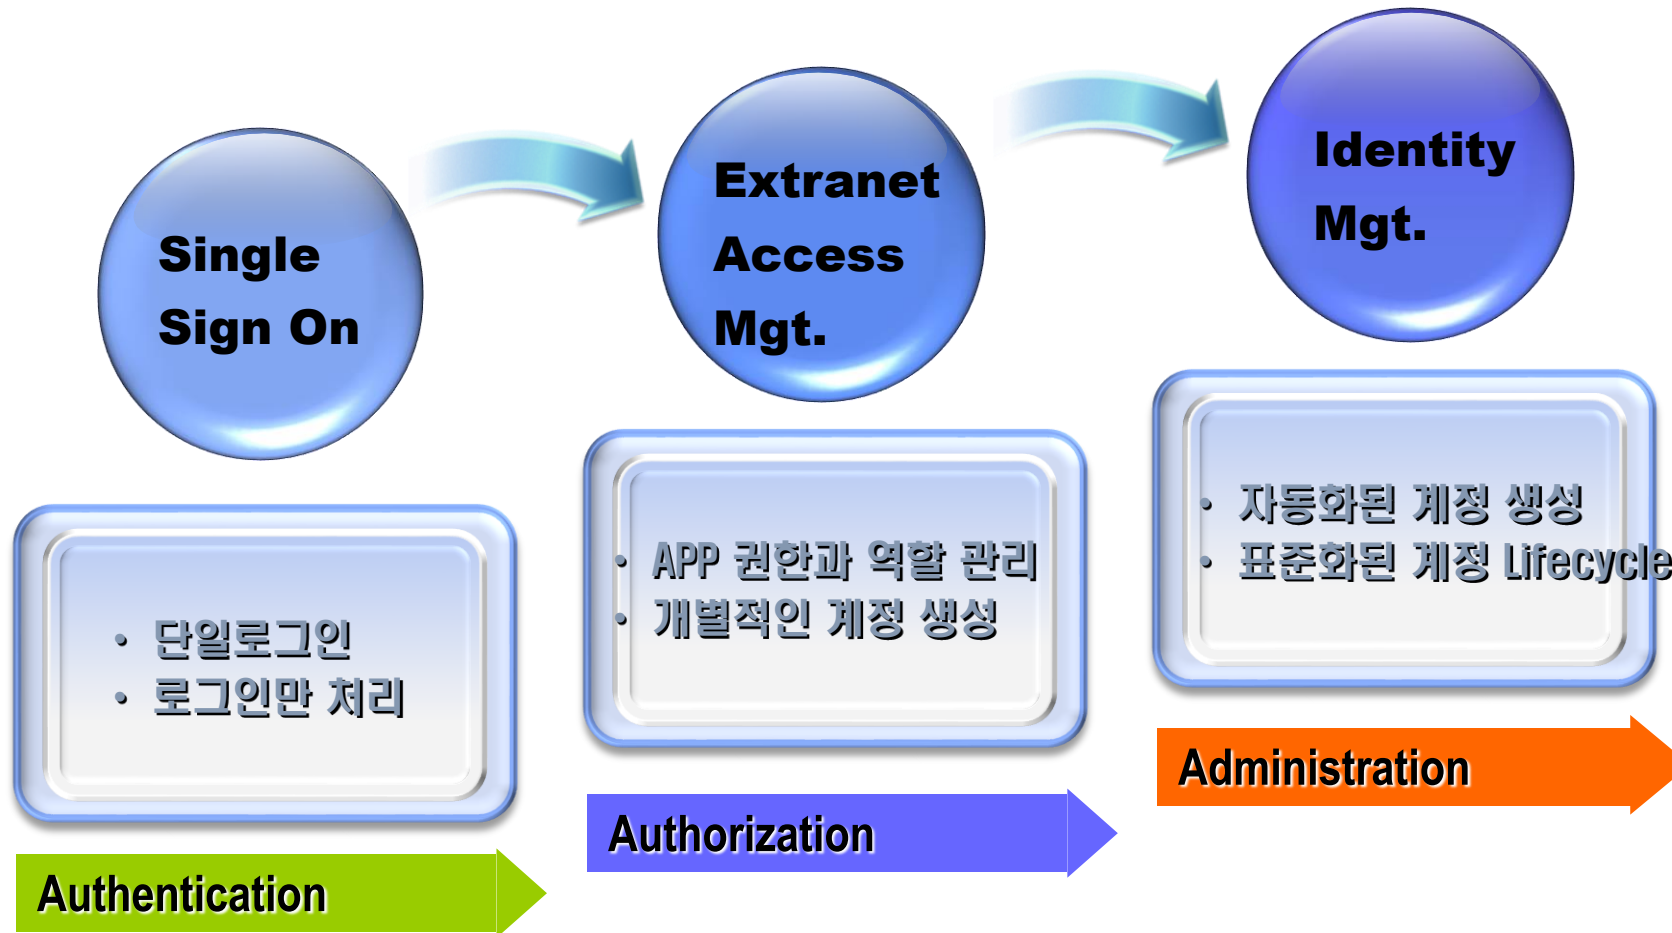 Single
Sign On
• 단일로그인
• 로그인만 처리
Authentication
Extranet
Access
Mgt.
• APP 권한과 역할 관리
• 개별적인 계정 생성
Authorization
Identity
Mgt.
• 자동화된 계정 생성
• 표준화된 계정 Lifecycle
Administration